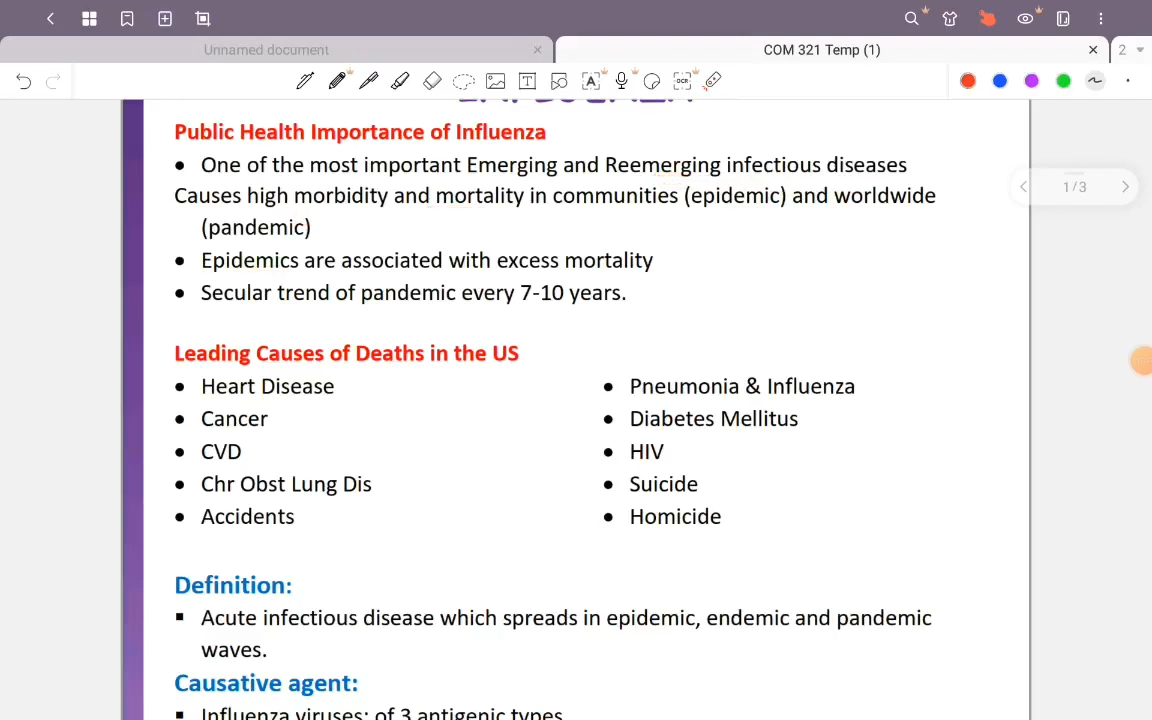 Unnamed document
COM 321 Temp (1)
2
Public Health Importance of Influenza
• One of the most important Emerging and Reemerging infectious diseases
Causes high morbidity and mortality in communities (epidemic) and worldwide
(pandemic)
• Epidemics are associated with excess mortality
• Secular trend of pandemic every 7-10 years.
1/3
Leading Causes of Deaths in the US
• Heart Disease
• Cancer
• CVD
• Chr Obst Lung Dis
• Accidents
• Pneumonia & Influenza
• Diabetes Mellitus
• HIV
• Suicide
• Homicide
Definition:
▪ Acute infectious disease which spreads in epidemic, endemic and pandemic
waves.
Causative agent:
▪ Influenza viruses: of 3 antigenic types